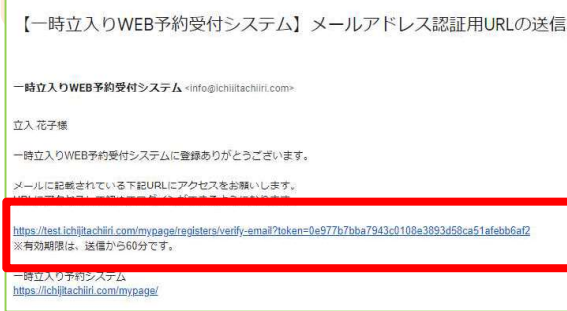 【一時立入りWEB予約受付システム】メールアドレス認証用URLの送信
一時立入りWEB予約受付システム <info@ichijitachiiri.com>
立入 花子様
一時立入りWEB予約受付システムに登録ありがとうございます。
メールに記載されている下記URLにアクセスをお願いします。
https://test.ichijitachiiri.com/mypage/registers/verify-email?token=0e977b7bba7943c0108e3893d58ca51afebb6af2
※有効期限は、送信から60分です。
一時立入り予約システム
https://ichijitachiiri.com/mypage/